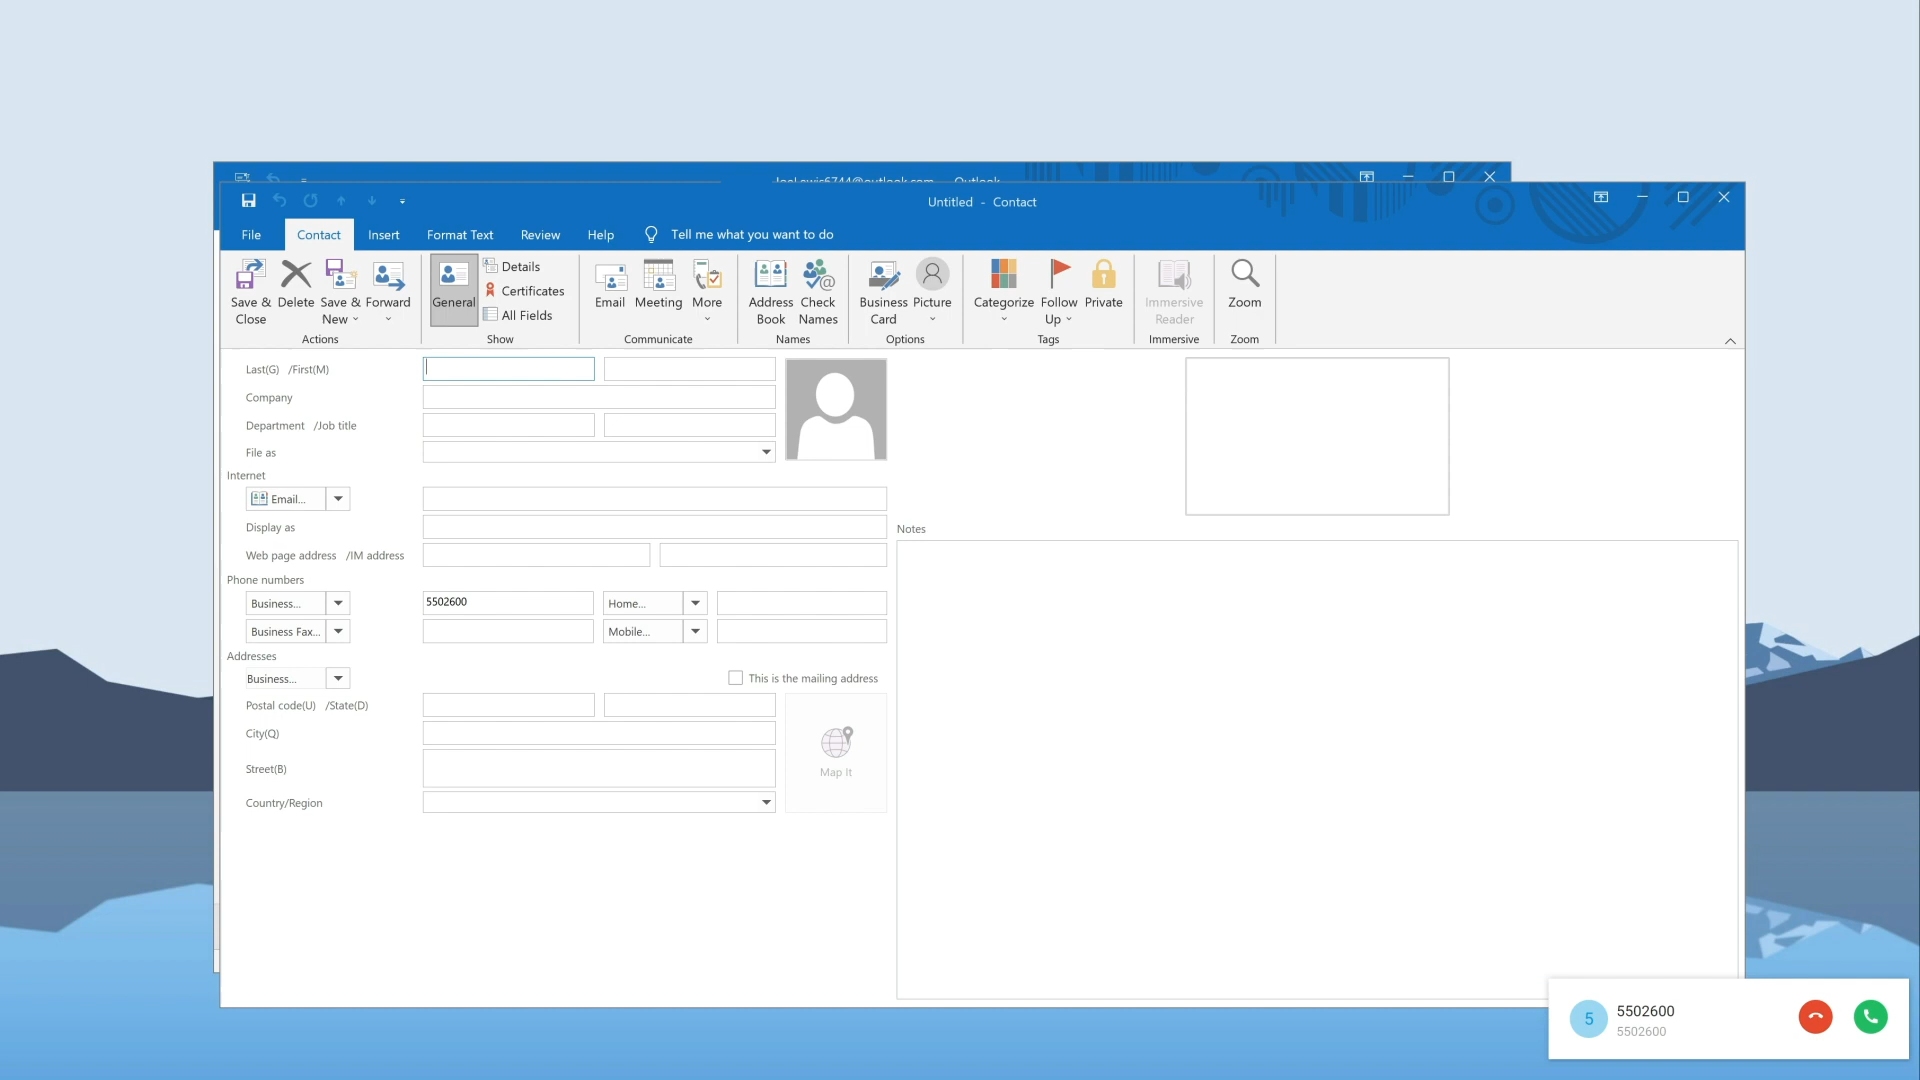 Outlook
Untitled - Contact
File Contact Insert Format Text Review Help Tell me what you want to do
Save & Close
Delete
Save & New
Forward
Actions
General
Details
Certificates
All Fields
Show
Email
Meeting
More
Communicate
Address Book
Check Names
Names
Business Card
Picture
Options
Categorize
Follow Up
Private
Tags
Immersive Reader
Immersive
Zoom
Zoom
Last(G) /First(M)
Company
Department /Job title
File as
Internet
Email...
Display as
Web page address /IM address
Notes
Phone numbers
Business... 5502600 Home...
Business Fax... Mobile...
Addresses
Business... This is the mailing address
Postal code(U) /State(D)
City(Q)
Street(B)
Map It
Country/Region
5 5502600
5502600